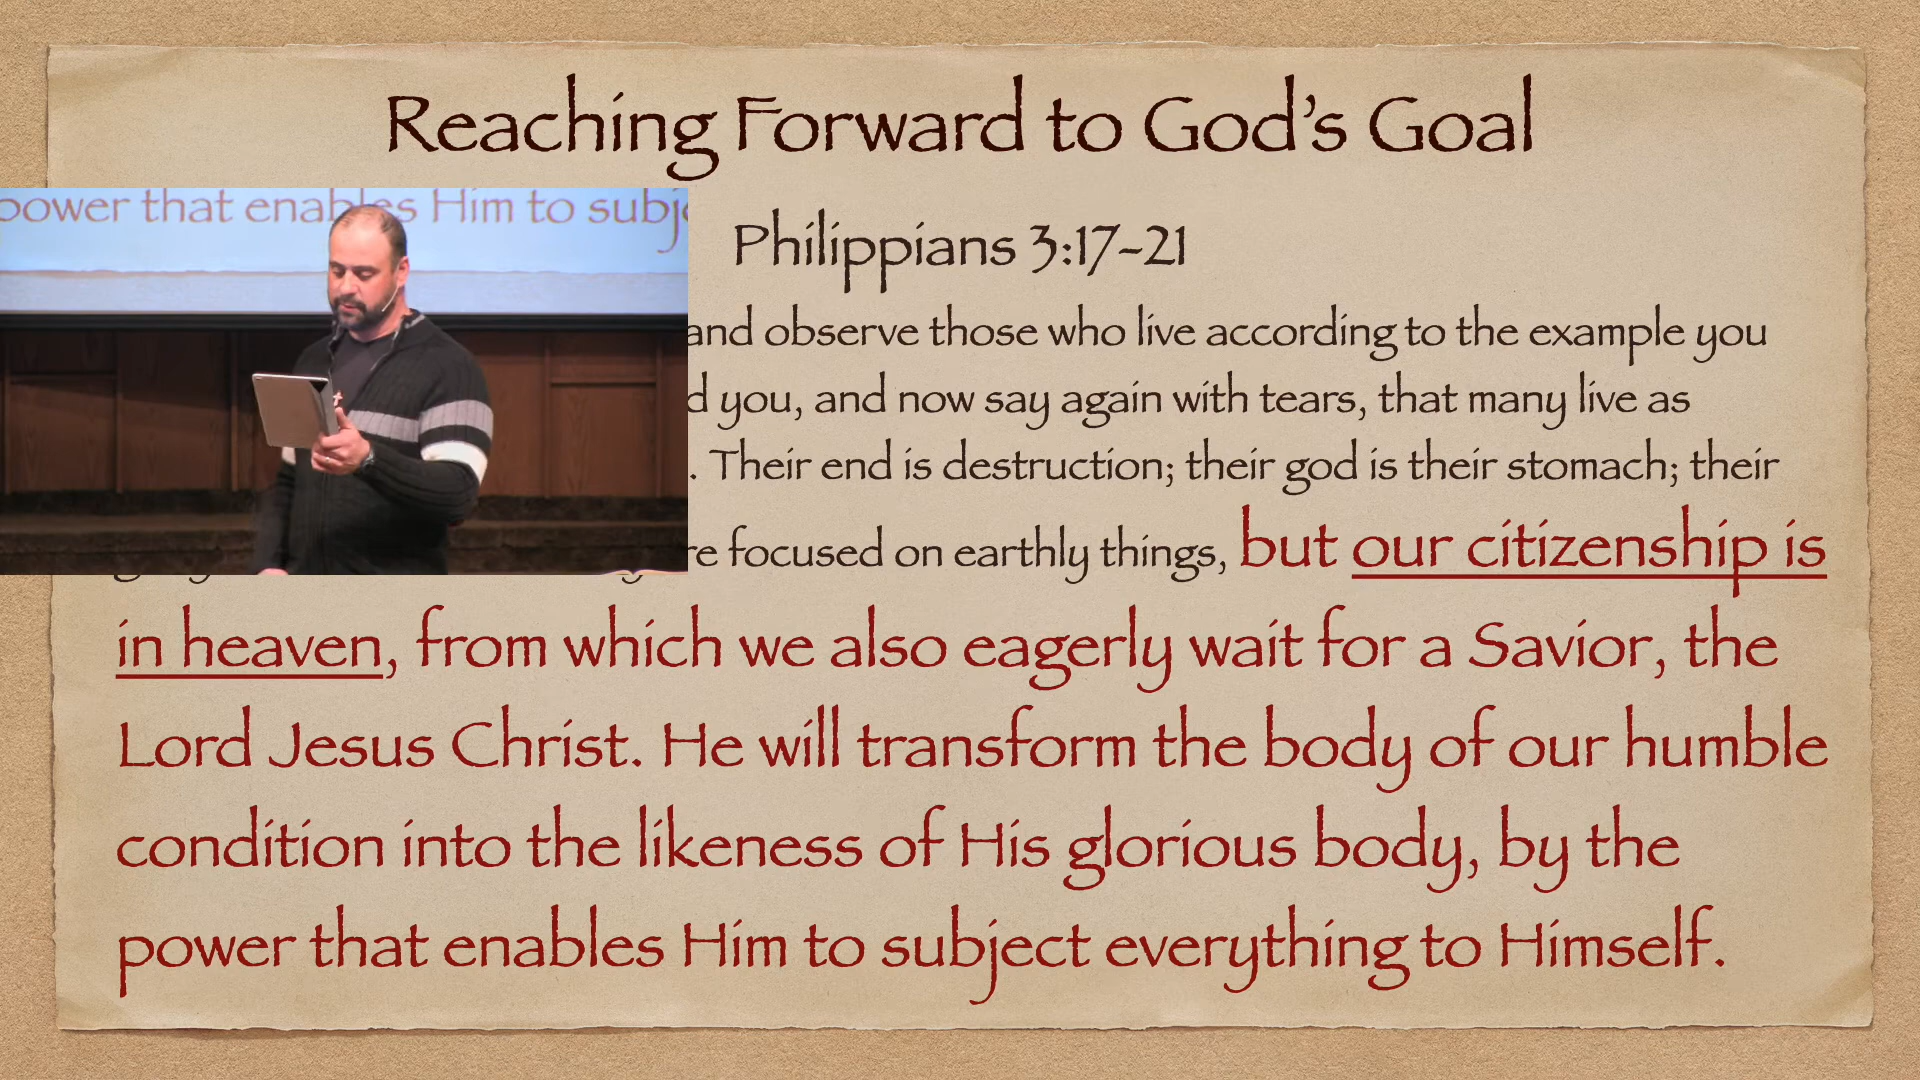 Reaching Forward to God's Goal
power that enables Him to
Philippians 3:17-21
and observe those who live according to the example you
you, and now say again with tears, that many live as
. Their end is destruction; their god is their stomach; their
focused on earthly things, but our citizenship is
in heaven, from which we also eagerly wait for a Savior, the
Lord Jesus Christ. He will transform the body of our humble
condition into the likeness of His glorious body, by the
power that enables Him to subject everything to Himself.